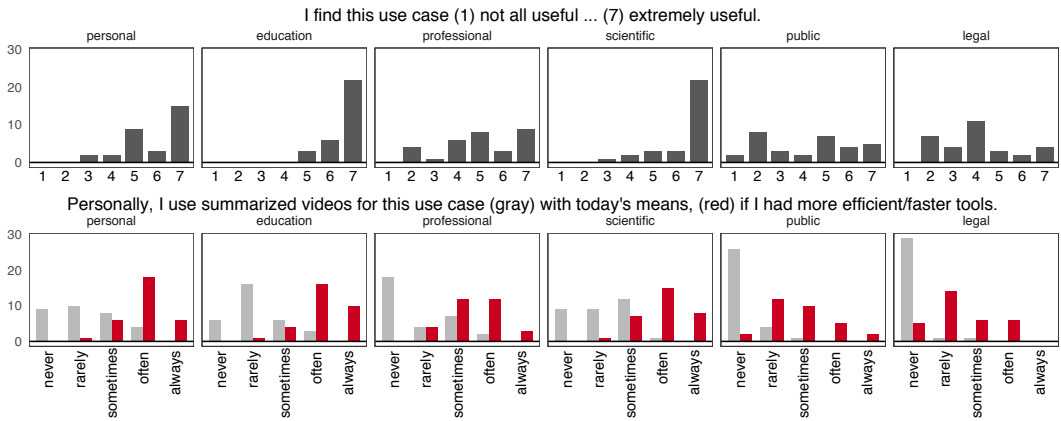 I find this use case (1) not all useful ... (7) extremely useful.
personal education professional scientific public legal
30
20
10
0
1 2 3 4 5 6 7 1 2 3 4 5 6 7 1 2 3 4 5 6 7 1 2 3 4 5 6 7 1 2 3 4 5 6 7 1 2 3 4 5 6 7
Personally, I use summarized videos for this use case (gray) with today's means, (red) if I had more efficient/faster tools.
personal education professional scientific public legal
30
20
10
0
never rarely sometimes often always never rarely sometimes often always never rarely sometimes often always never rarely sometimes often always never rarely sometimes often always never rarely sometimes often always